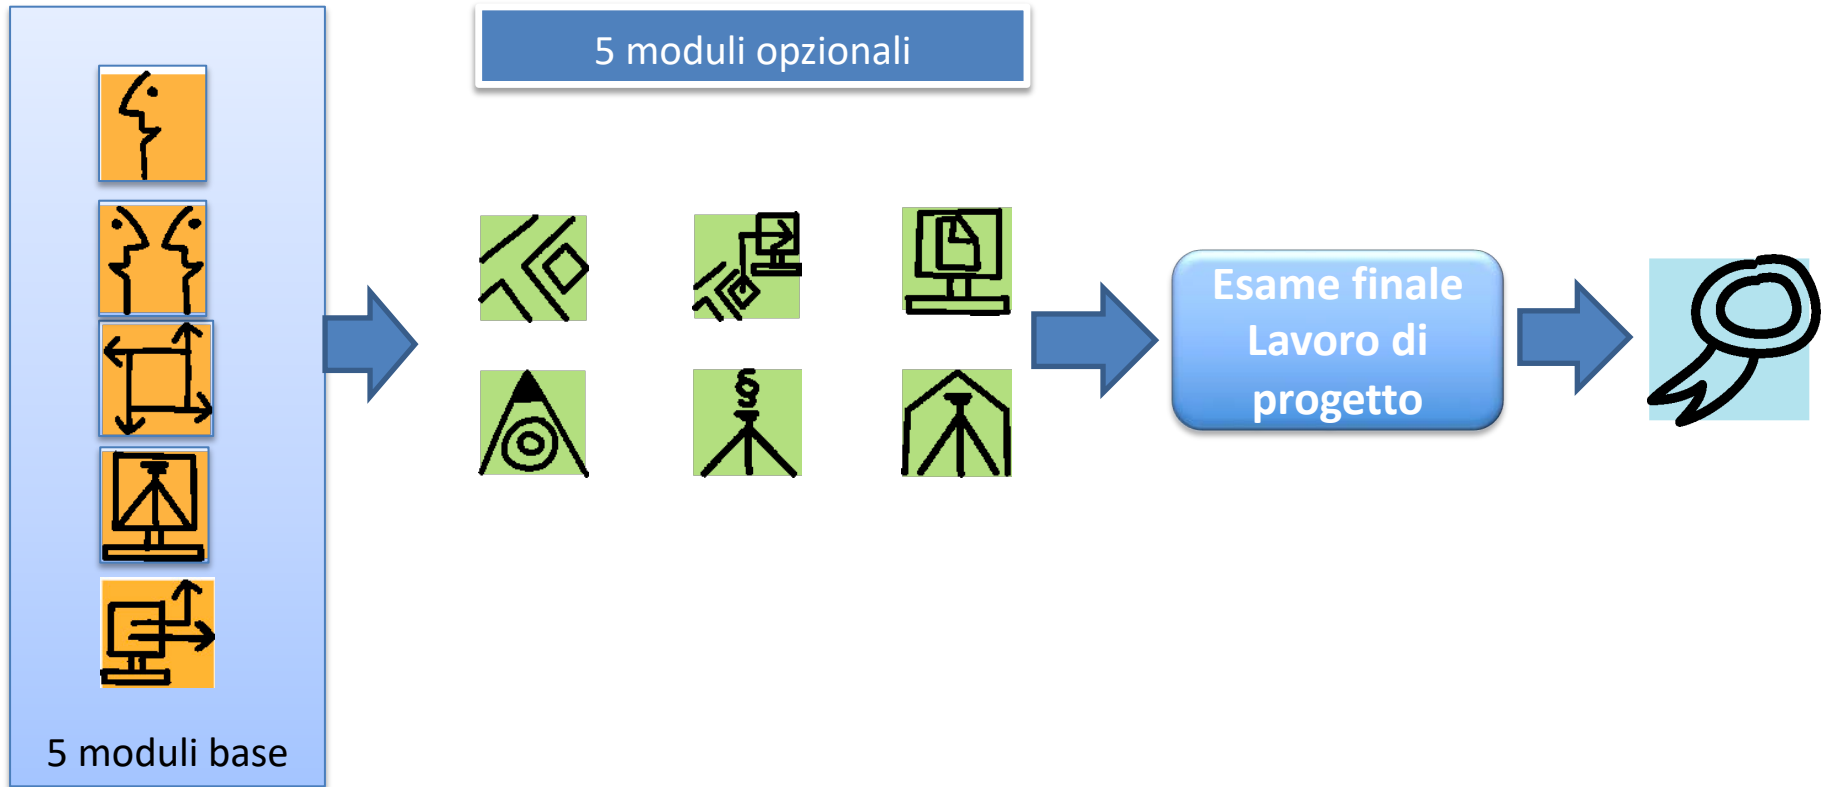 5 moduli opzionali
Esame finale
Lavoro di
progetto
§
5 moduli base